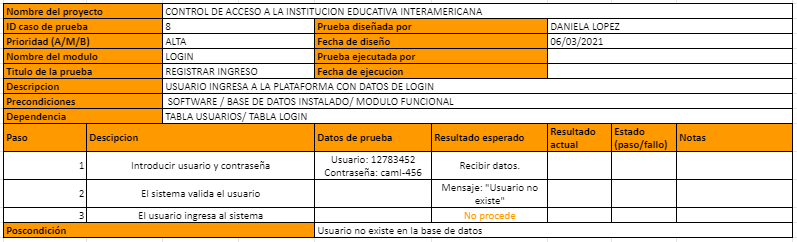 Nombre del proyecto CONTROL DE ACCESO A LA INSTITUCION EDUCATIVA INTERAMERICANA
ID caso de prueba 8 Prueba diseñada por DANIELA LOPEZ
Prioridad (A/M/B) ALTA Fecha de diseño 06/03/2021
Nombre del modulo LOGIN Prueba ejecutada por
Titulo de la prueba REGISTRAR INGRESO Fecha de ejecucion
Descripcion USUARIO INGRESA A LA PLATAFORMA CON DATOS DE LOGIN
Precondiciones SOFTWARE / BASE DE DATOS INSTALADO/ MODULO FUNCIONAL
Dependencia TABLA USUARIOS/ TABLA LOGIN
Paso Descipcion Datos de prueba Resultado esperado Resultado actual Estado (paso/fallo) Notas
1 Introducir usuario y contraseña Usuario: 12783452 Contraseña: caml-456 Recibir datos.
2 El sistema valida el usuario Mensaje: "Usuario no existe"
3 El usuario ingresa al sistema No procede
Poscondición Usuario no existe en la base de datos